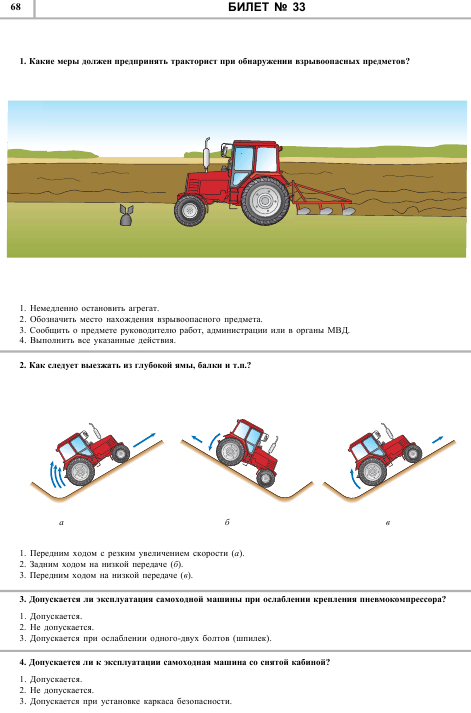 68
БИЛЕТ № 33
1. Какие меры должен предпринять тракторист при обнаружении взрывоопасных предметов?
1. Немедленно остановить агрегат.
2. Обозначить место нахождения взрывоопасного предмета.
3. Сообщить о предмете руководителю работ, администрации или в органы МВД.
4. Выполнить все указанные действия.
2. Как следует выезжать из глубокой ямы, балки и т.п.?
а б в
1. Передним ходом с резким увеличением скорости (а).
2. Задним ходом на низкой передаче (б).
3. Передним ходом на низкой передаче (в).
3. Допускается ли эксплуатация самоходной машины при ослаблении крепления пневмокомпрессора?
1. Допускается.
2. Не допускается.
3. Допускается при ослаблении одного-двух болтов (шпилек).
4. Допускается ли к эксплуатации самоходная машина со снятой кабиной?
1. Допускается.
2. Не допускается.
3. Допускается при установке каркаса безопасности.